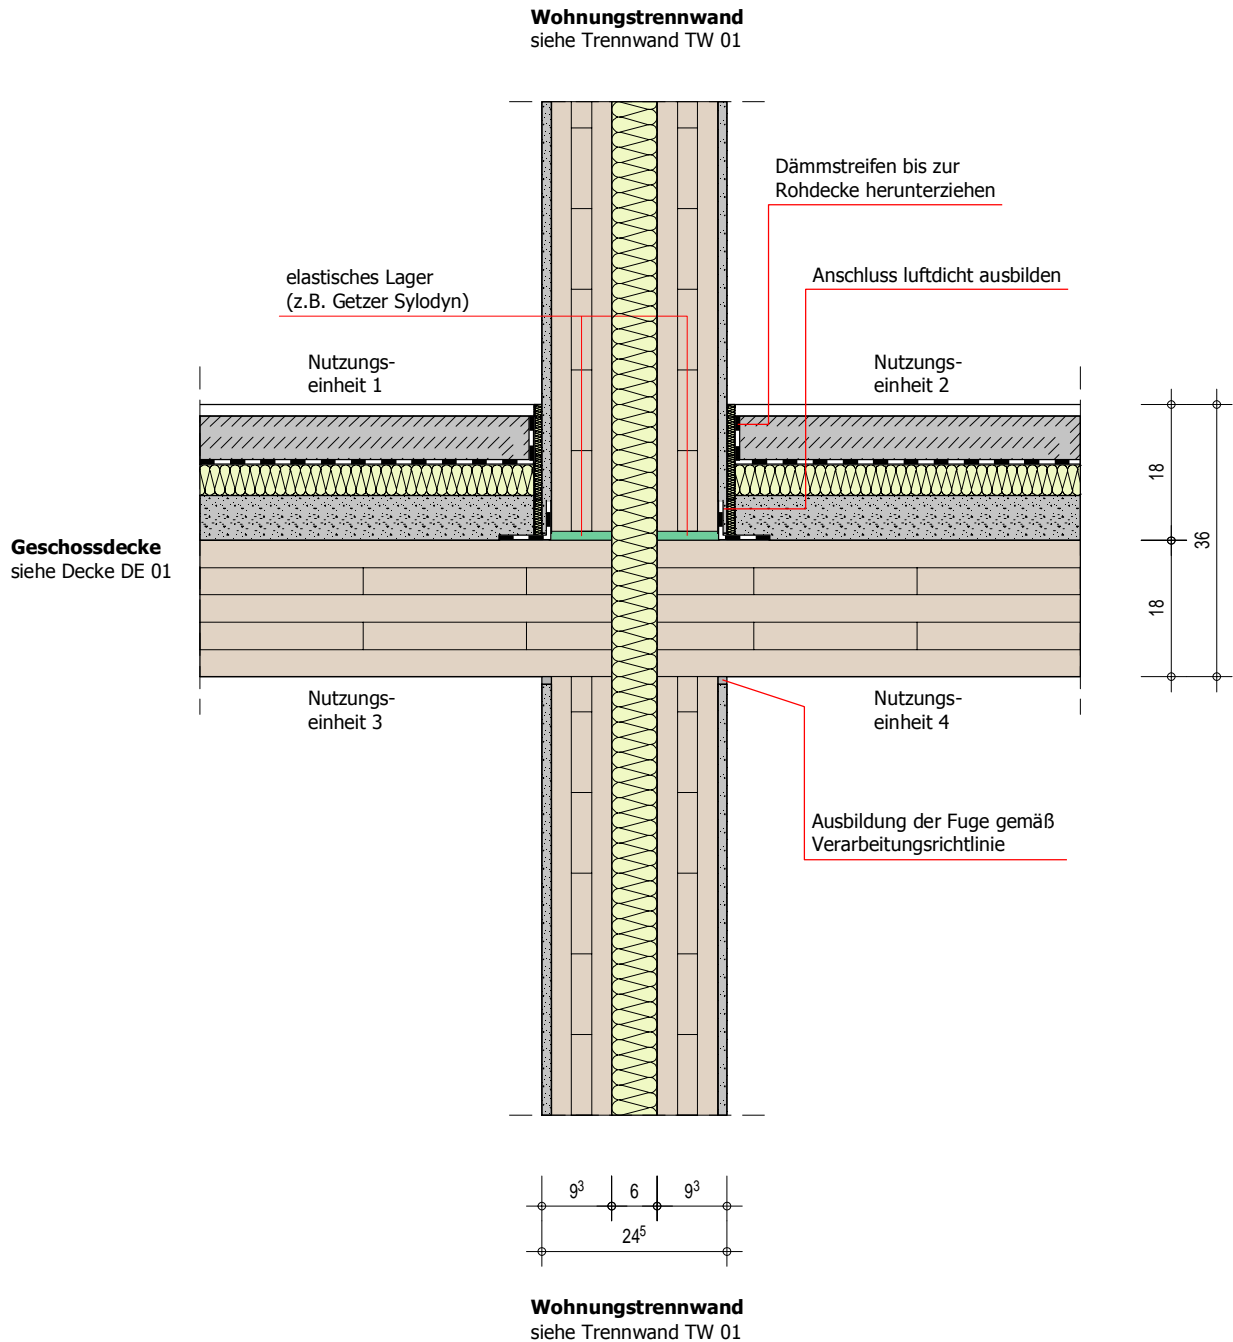 Wohnungstrennwand
siehe Trennwand TW 01
Dämmstreifen bis zur
Rohdecke herunterziehen
elastisches Lager
(z.B. Getzer Sylodyn)
Anschluss luftdicht ausbilden
Nutzungs-
einheit 1
Nutzungs-
einheit 2
18
36
18
Geschossdecke
siehe Decke DE 01
Nutzungs-
einheit 3
Nutzungs-
einheit 4
Ausbildung der Fuge gemäß
Verarbeitungsrichtlinie
9³ 6 9³
24⁵
Wohnungstrennwand
siehe Trennwand TW 01